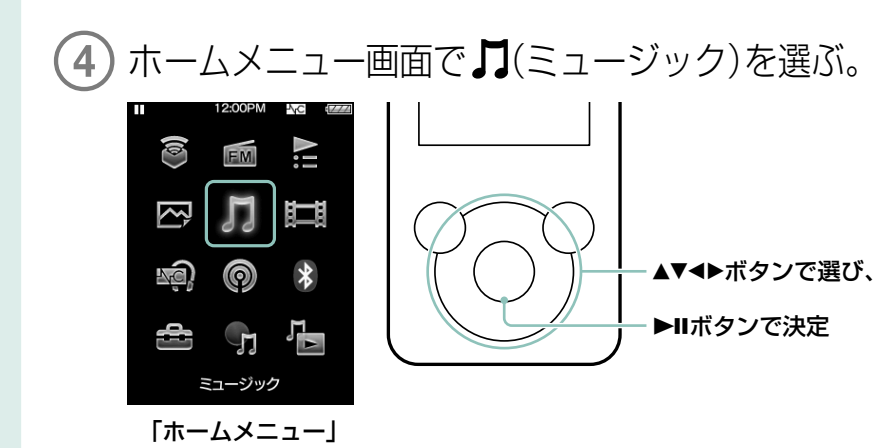 ④ ホームメニュー画面で♫(ミュージック)を選ぶ。
12:00PM NC
FM
NC
ミュージック
「ホームメニュー」
▲▼◀▶ボタンで選び、
▶IIボタンで決定